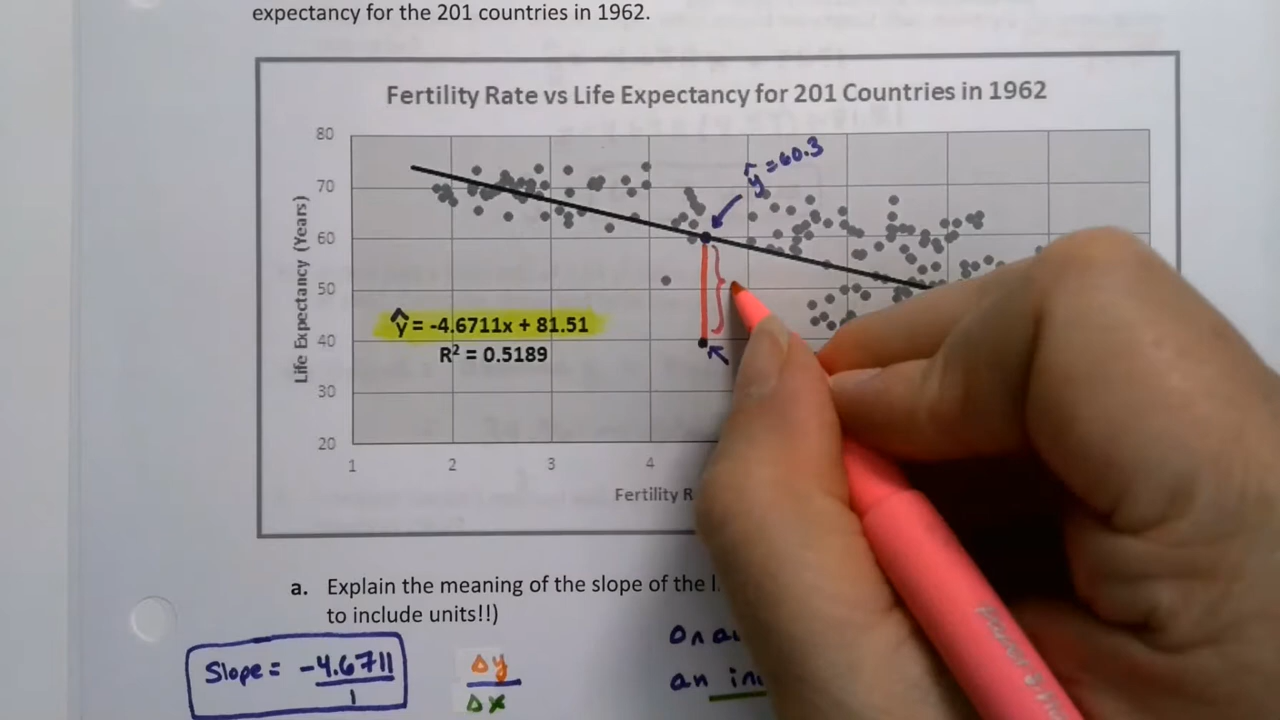 expectancy for the 201 countries in 1962.
Fertility Rate vs Life Expectancy for 201 Countries in 1962
80
70
60
50
40
30
20
Life Expectancy (Years)
ŷ = 60.3
ŷ = -4.6711x + 81.51
R² = 0.5189
1 2 3 4
Fertility R
a. Explain the meaning of the slope of the
to include units!!)
Slope = -4.6711
1
Δy
Δx
On
an